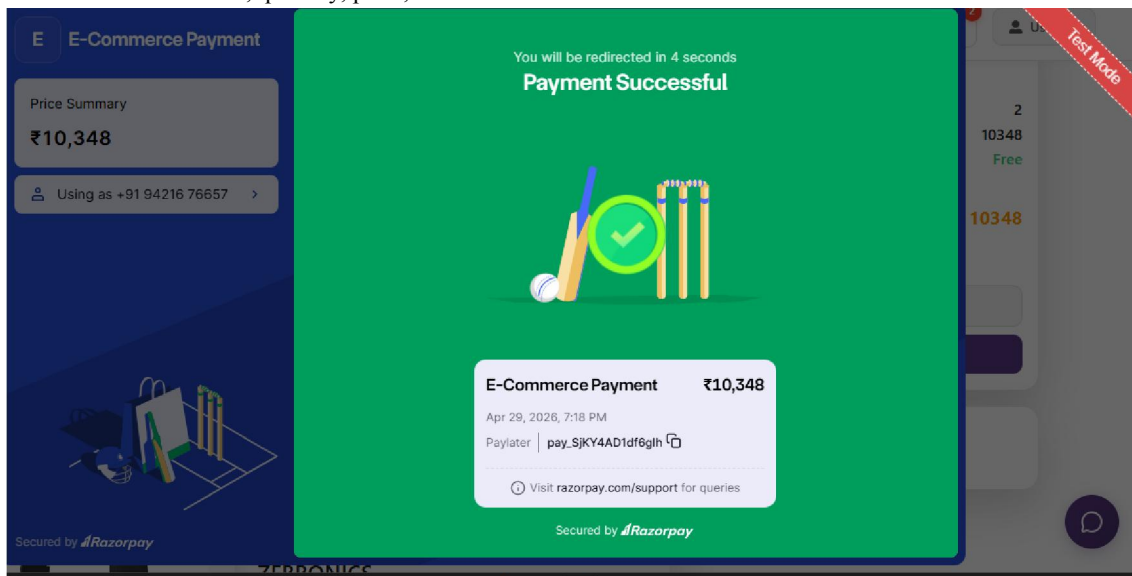 E E-Commerce Payment
Price Summary
₹10,348
Using as +91 94216 76657 >
Secured by Razorpay
You will be redirected in 4 seconds
Payment Successful
E-Commerce Payment ₹10,348
Apr 29, 2026, 7:18 PM
Paylater | pay_SjKY4AD1df6glh
Visit razorpay.com/support for queries
Secured by Razorpay
2
Test Mode
2
10348
Free
10348